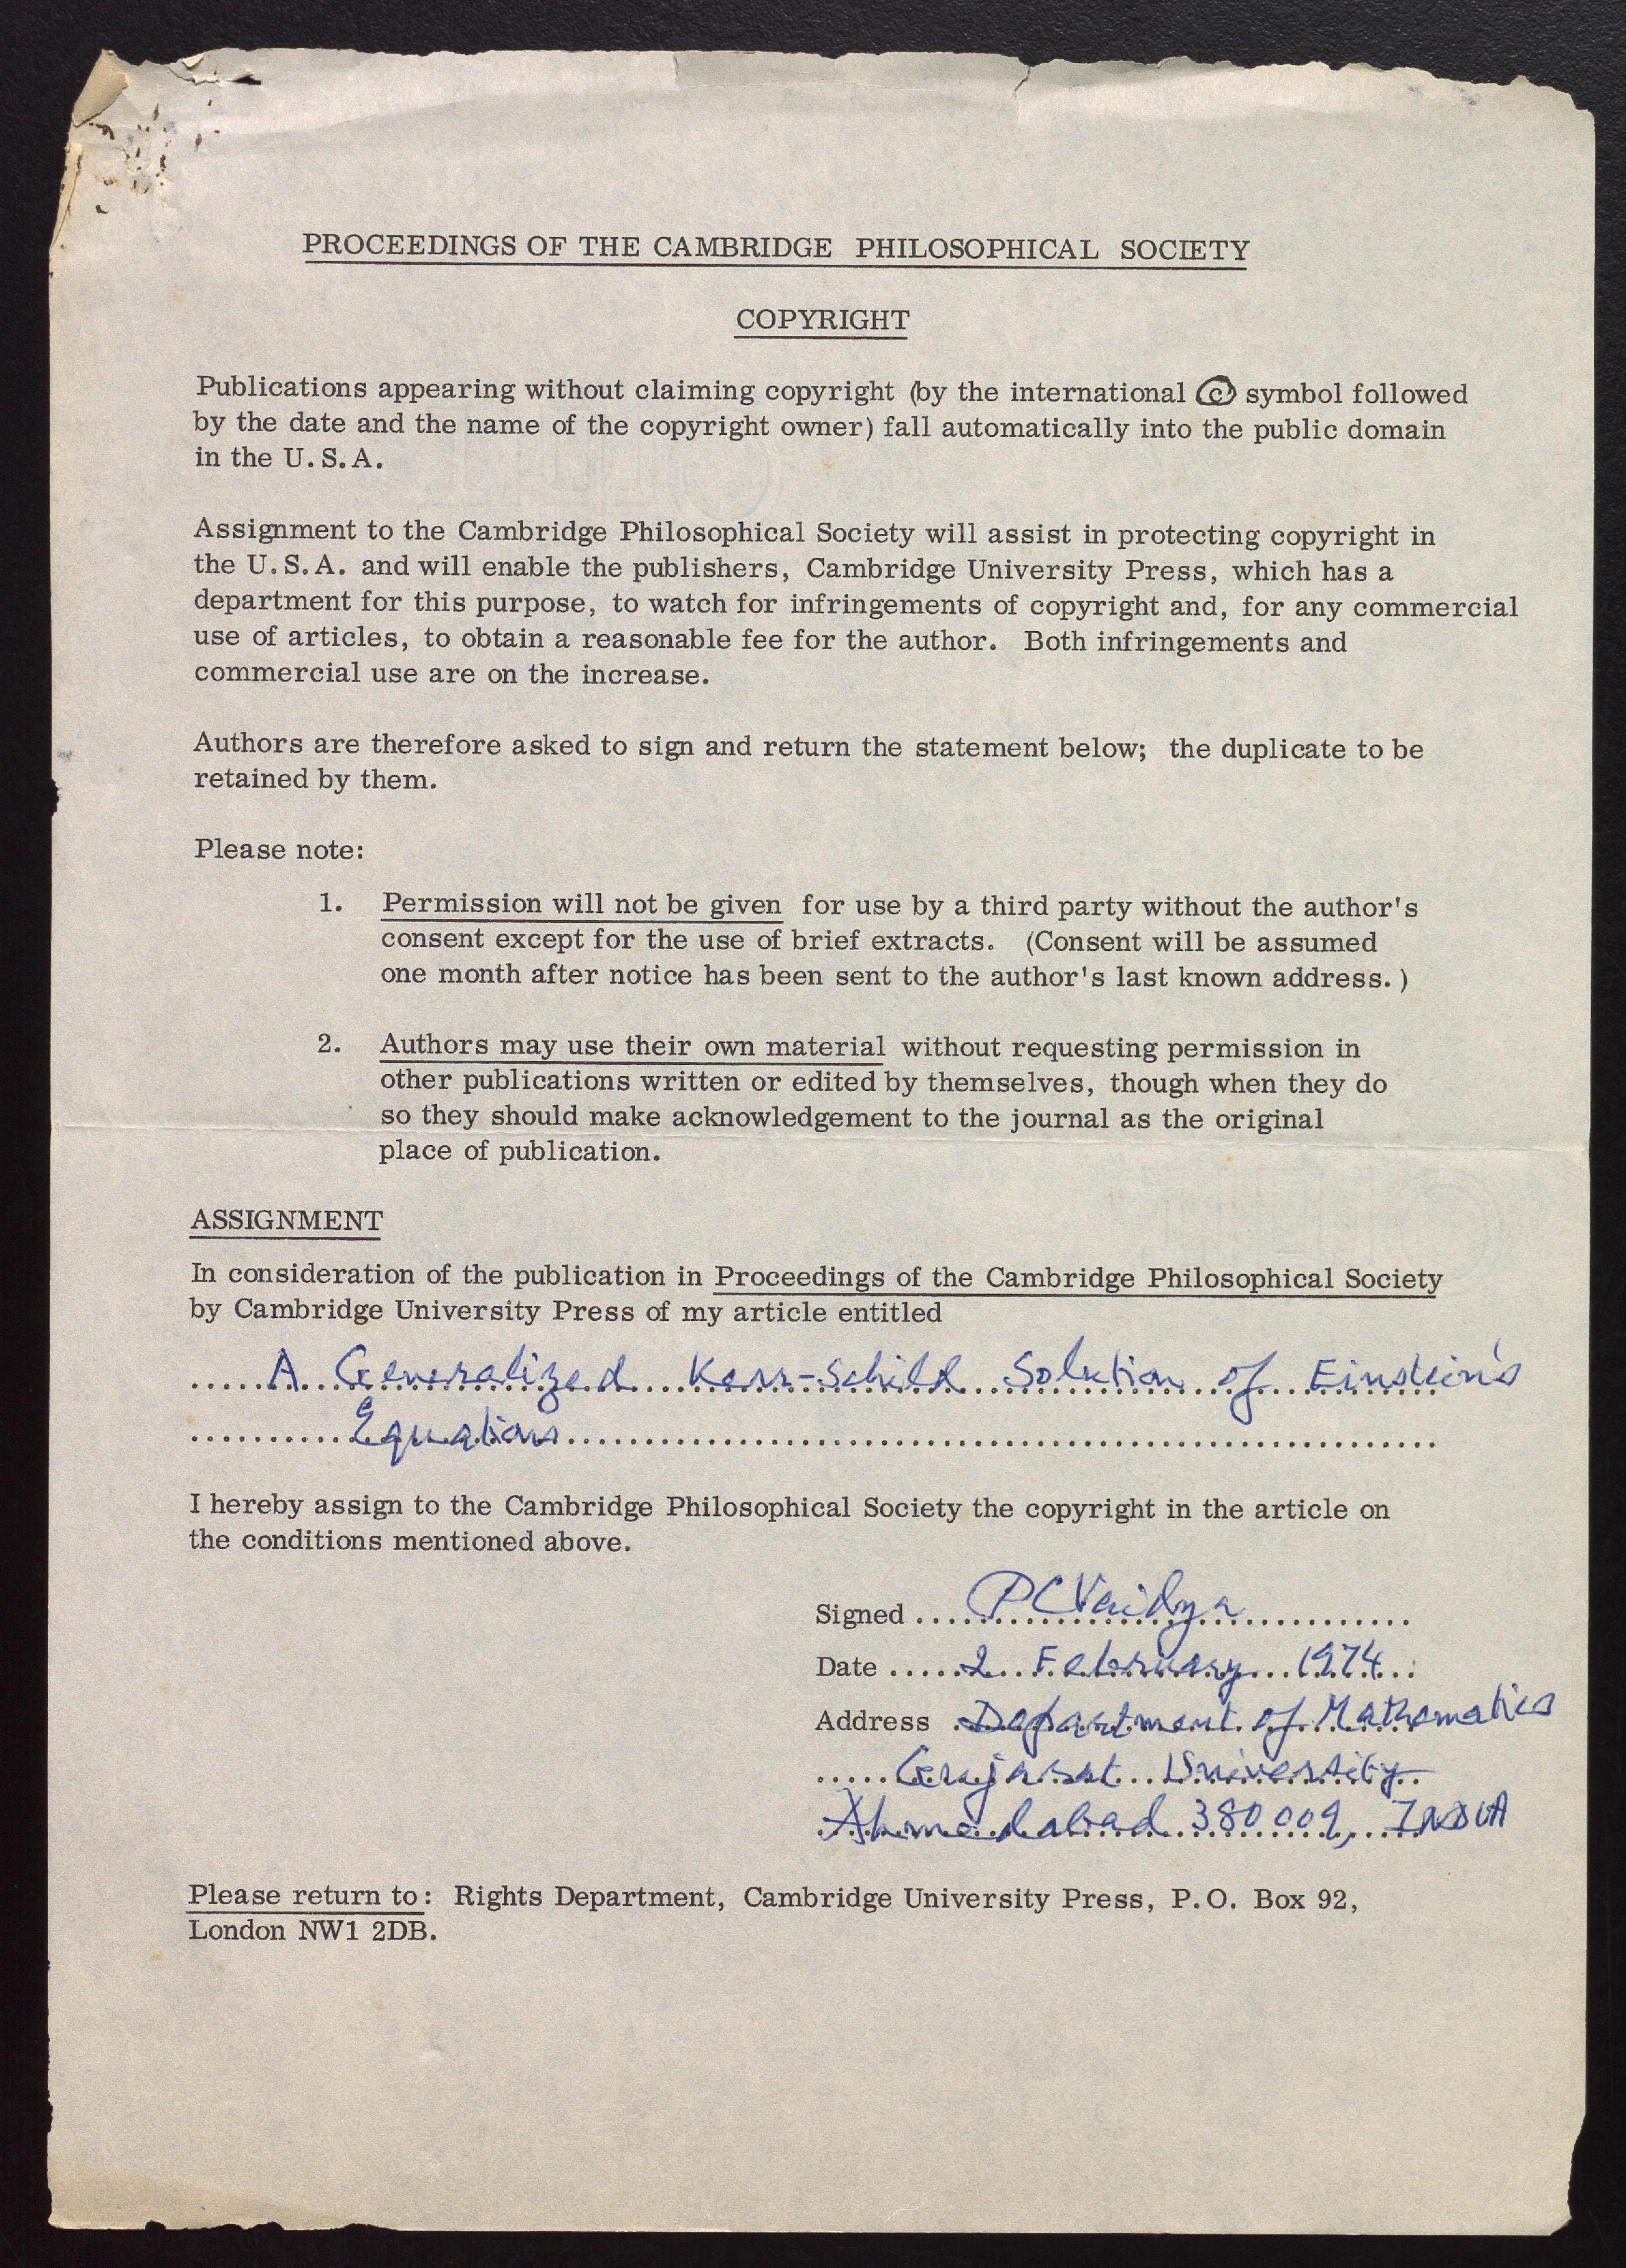 PROCEEDINGS OF THE CAMBRIDGE PHILOSOPHICAL SOCIETY
COPYRIGHT
Publications appearing without claiming copyright (by the international © symbol followed
by the date and the name of the copyright owner) fall automatically into the public domain
in the U.S.A.
Assignment to the Cambridge Philosophical Society will assist in protecting copyright in
the U.S.A. and will enable the publishers, Cambridge University Press, which has a
department for this purpose, to watch for infringements of copyright and, for any commercial
use of articles, to obtain a reasonable fee for the author. Both infringements and
commercial use are on the increase.
Authors are therefore asked to sign and return the statement below; the duplicate to be
retained by them.
Please note:
1. Permission will not be given for use by a third party without the author's
consent except for the use of brief extracts. (Consent will be assumed
one month after notice has been sent to the author's last known address.)
2. Authors may use their own material without requesting permission in
other publications written or edited by themselves, though when they do
so they should make acknowledgement to the journal as the original
place of publication.
ASSIGNMENT
In consideration of the publication in Proceedings of the Cambridge Philosophical Society
by Cambridge University Press of my article entitled
A Generalized Kerr-Schild Solution of Einstein's
Equations
I hereby assign to the Cambridge Philosophical Society the copyright in the article on
the conditions mentioned above.
Signed PCVaidya
Date 2 February 1974
Address Department of Mathematics
Gujarat University
Ahmedabad 380009, INDIA
Please return to: Rights Department, Cambridge University Press, P.O. Box 92,
London NW1 2DB.